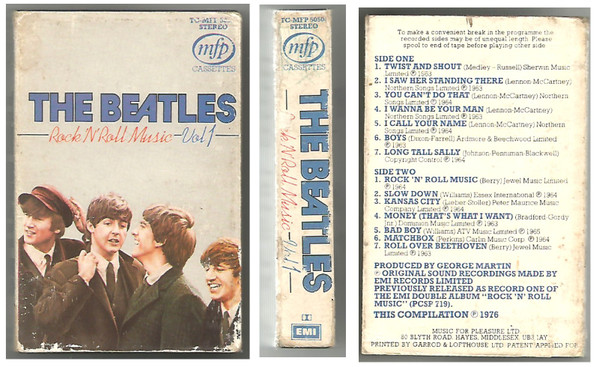 TC-MFP 50
STEREO
mfp
CASSETTES
THE BEATLES
Rock 'N' Roll Music - Vol 1
TC-MFP 5050
STEREO
mfp
CASSETTES
THE BEATLES
Rock 'N' Roll Music - Vol 1
EMI
To make a convenient break in the programme the
recorded sides may be of unequal length. Please
spool to end of tape before playing other side
SIDE ONE
1. TWIST AND SHOUT (Medley - Russell) Sherwin Music
Limited ℗ 1963
2. I SAW HER STANDING THERE (Lennon-McCartney)
Northern Songs Limited ℗ 1963
3. YOU CAN'T DO THAT (Lennon-McCartney) Northern
Songs Limited ℗ 1964
4. I WANNA BE YOUR MAN (Lennon-McCartney)
Northern Songs Limited ℗ 1963
5. I CALL YOUR NAME (Lennon-McCartney) Northern
Songs Limited ℗ 1964
6. BOYS (Dixon-Farrell) Ardmore & Beechwood Limited
℗ 1963
7. LONG TALL SALLY (Johnson-Penniman-Blackwell)
Copyright Control ℗ 1964
SIDE TWO
1. ROCK 'N' ROLL MUSIC (Berry) Jewel Music Limited
℗ 1964
2. SLOW DOWN (Williams) Essex International ℗ 1964
3. KANSAS CITY (Lieber Stoller) Peter Maurice Music
Company Limited ℗ 1964
4. MONEY (THAT'S WHAT I WANT) (Bradford Gordy
Jnr) Dominion Music Limited ℗ 1963
5. BAD BOY (Williams) ATV Music Limited ℗ 1965
6. MATCHBOX (Perkins) Carlin Music Corp ℗ 1964
7. ROLL OVER BEETHOVEN (Berry) Jewel Music
Limited ℗ 1963
PRODUCED BY GEORGE MARTIN
℗ ORIGINAL SOUND RECORDINGS MADE BY
EMI RECORDS LIMITED
PREVIOUSLY RELEASED AS RECORD ONE OF
THE EMI DOUBLE ALBUM "ROCK 'N' ROLL
MUSIC" (PCSP 719).
THIS COMPILATION ℗ 1976
MUSIC FOR PLEASURE LTD.
80 BLYTH ROAD, HAYES, MIDDLESEX, UB3 1AY
PRINTED BY GARROD & LOFTHOUSE LTD. PATENT APPLIED FOR